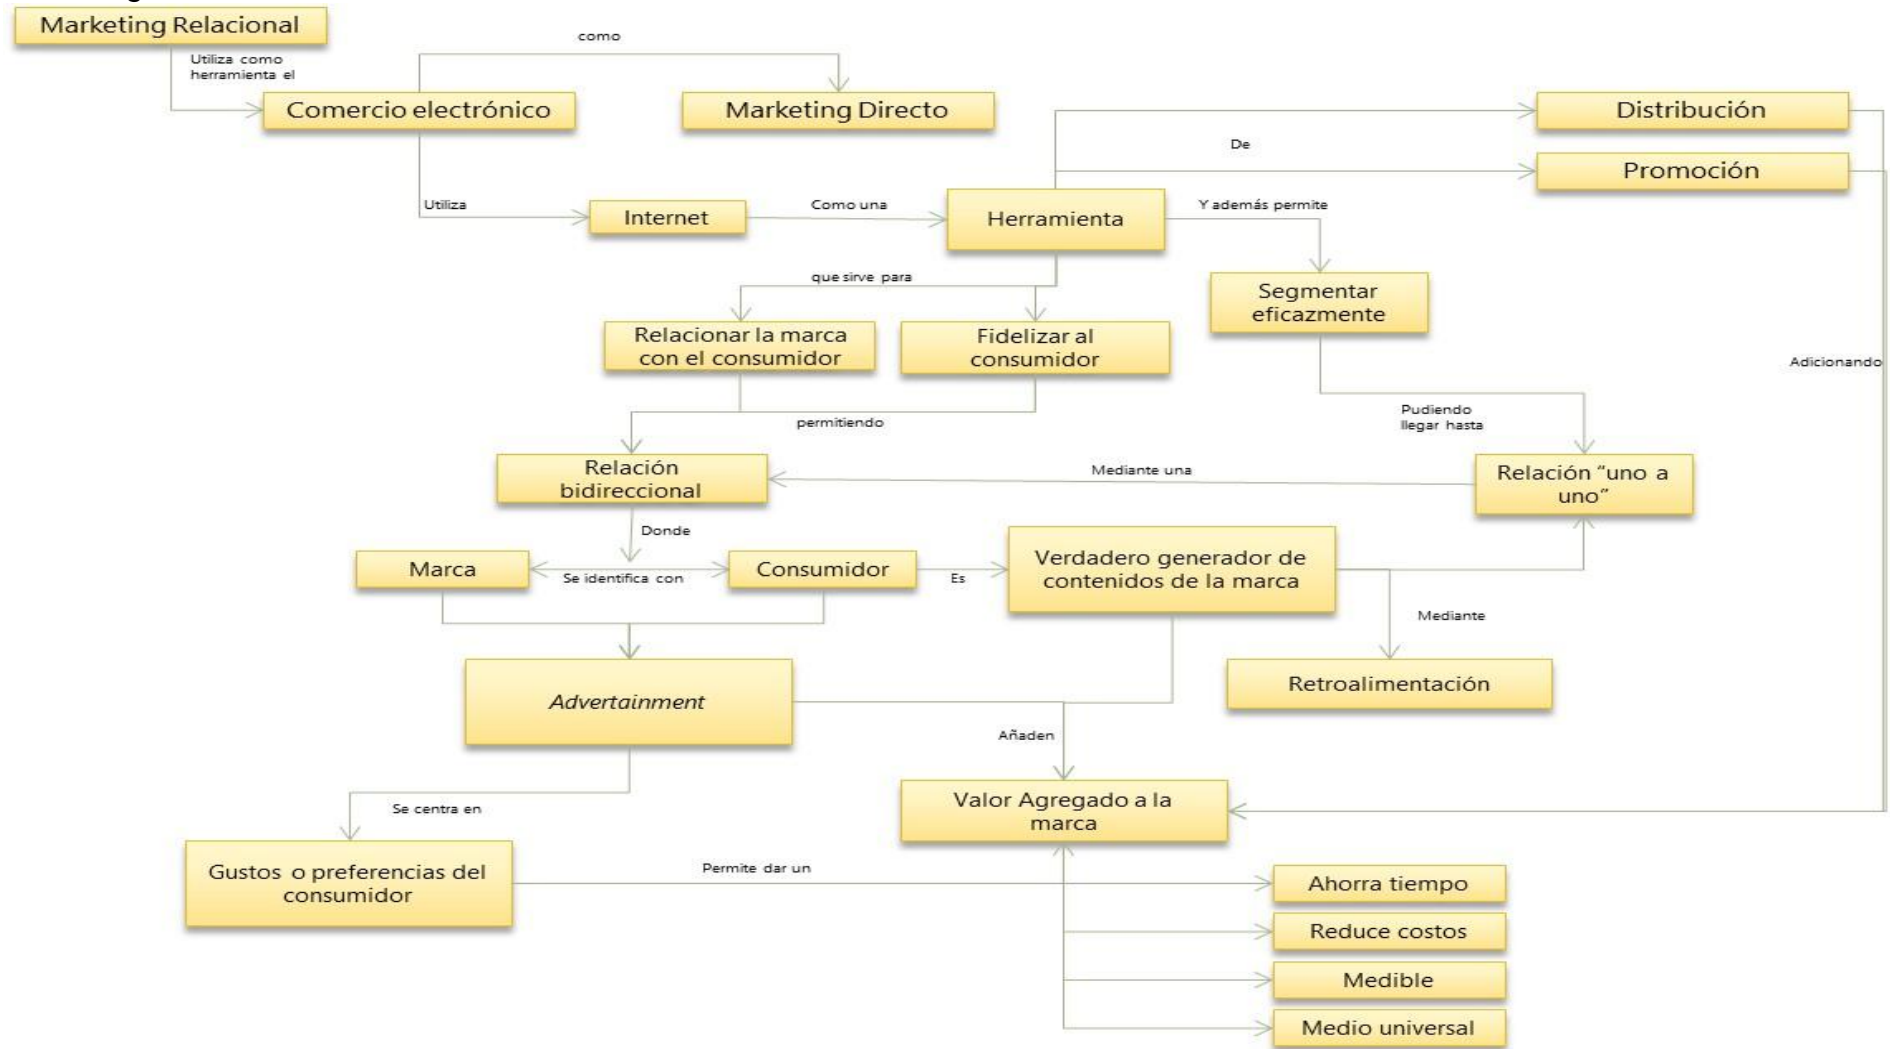 Marketing Relacional
como
Utiliza como
herramienta el
Comercio electrónico
Marketing Directo
Distribución
De
Promoción
Utiliza
Internet
Como una
Herramienta
Y además permite
que sirve para
Segmentar
eficazmente
Relacionar la marca
con el consumidor
Fidelizar al
consumidor
Adicionando
permitiendo
Pudiendo
llegar hasta
Relación
bidireccional
Mediante una
Relación “uno a
uno”
Donde
Marca
Se identifica con
Consumidor
Es
Verdadero generador de
contenidos de la marca
Mediante
Advertainment
Retroalimentación
Añaden
Se centra en
Valor Agregado a la
marca
Gustos o preferencias del
consumidor
Permite dar un
Ahorra tiempo
Reduce costos
Medible
Medio universal